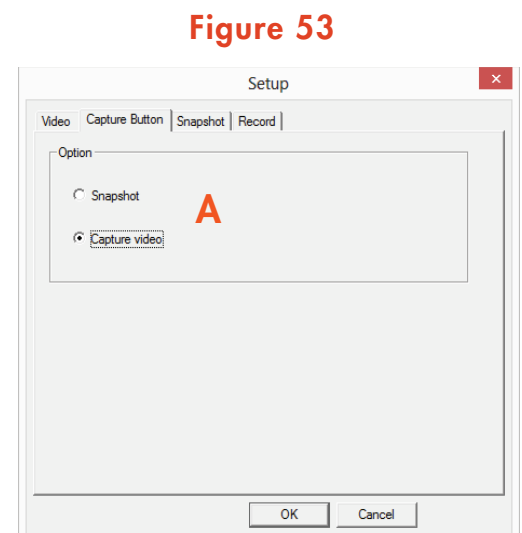 Figure 53
Setup
Video Capture Button Snapshot Record
Option
Snapshot
A
Capture video
OK Cancel